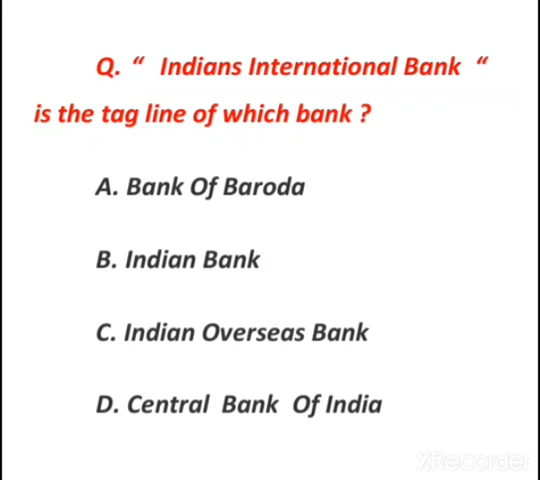 Q. “ Indians International Bank “
is the tag line of which bank ?
A. Bank Of Baroda
B. Indian Bank
C. Indian Overseas Bank
D. Central Bank Of India
XRecorder